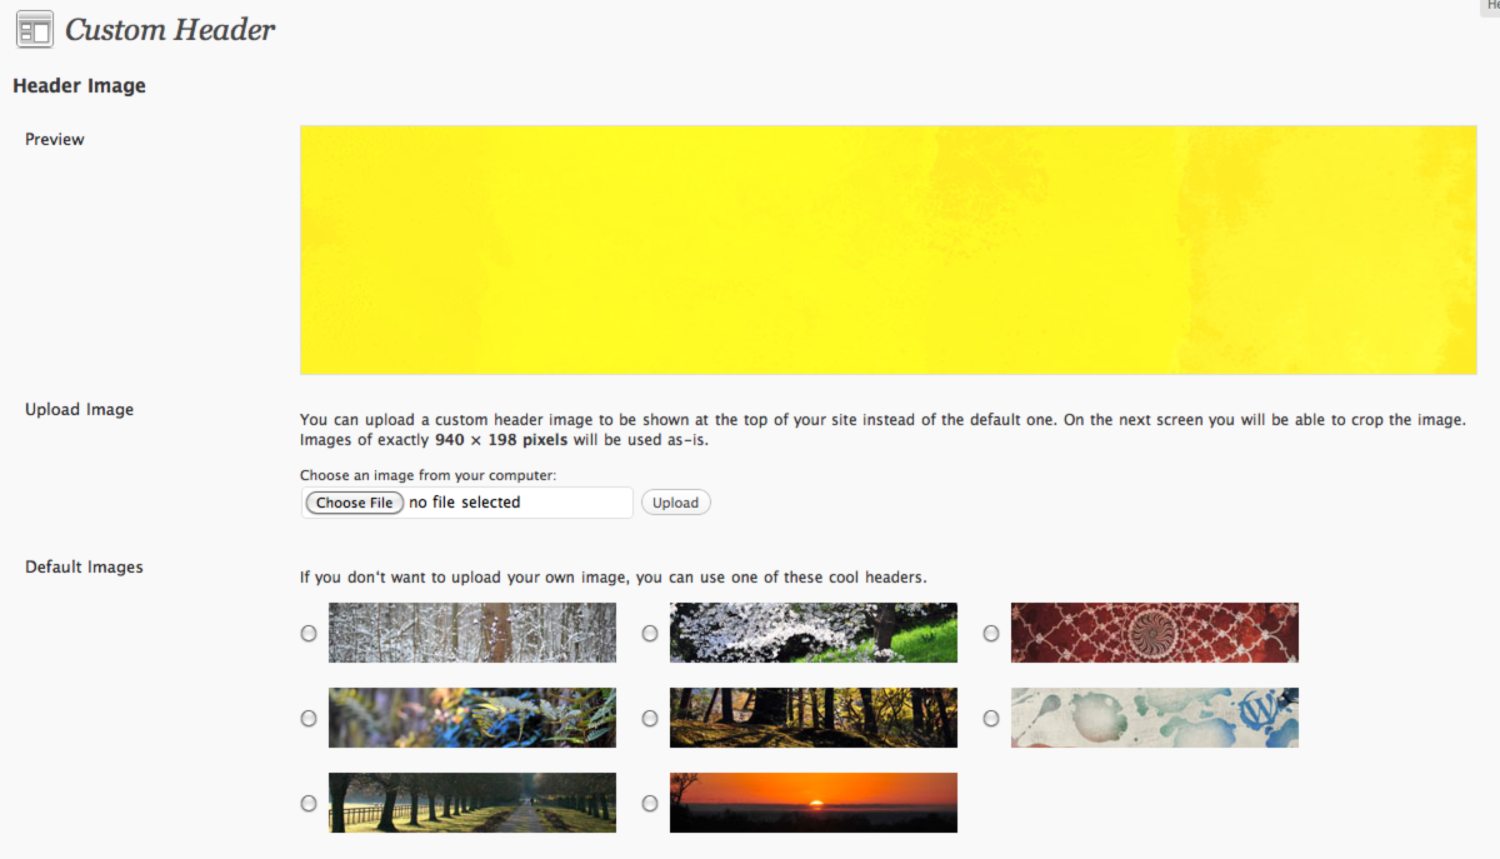 He
Custom Header
Header Image
Preview
Upload Image
You can upload a custom header image to be shown at the top of your site instead of the default one. On the next screen you will be able to crop the image.
Images of exactly 940 × 198 pixels will be used as-is.
Choose an image from your computer:
Choose File no file selected Upload
Default Images
If you don't want to upload your own image, you can use one of these cool headers.